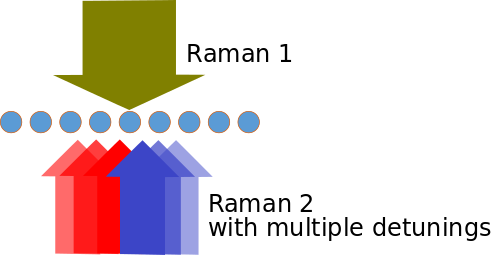 Raman 1
Raman 2
with multiple detunings